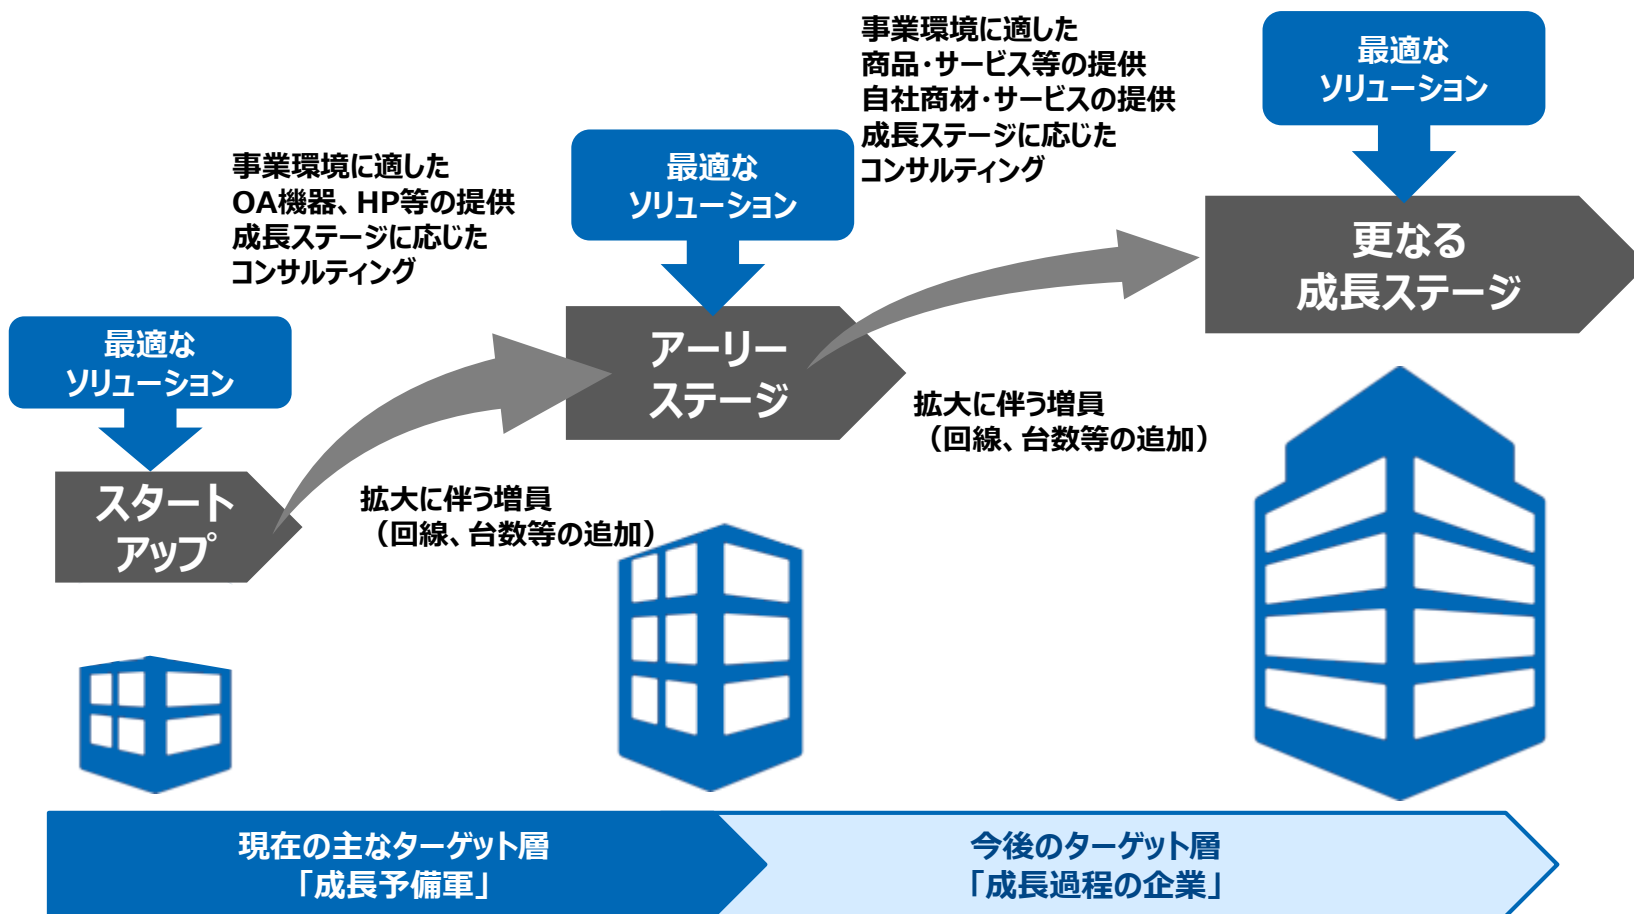 事業環境に適した
商品・サービス等の提供
自社商材・サービスの提供
成長ステージに応じた
コンサルティング
最適な
ソリューション
事業環境に適した
OA機器、HP等の提供
成長ステージに応じた
コンサルティング
最適な
ソリューション
更なる
成長ステージ
最適な
ソリューション
アーリー
ステージ
拡大に伴う増員
（回線、台数等の追加）
スタート
アップ
拡大に伴う増員
（回線、台数等の追加）
現在の主なターゲット層
「成長予備軍」
今後のターゲット層
「成長過程の企業」